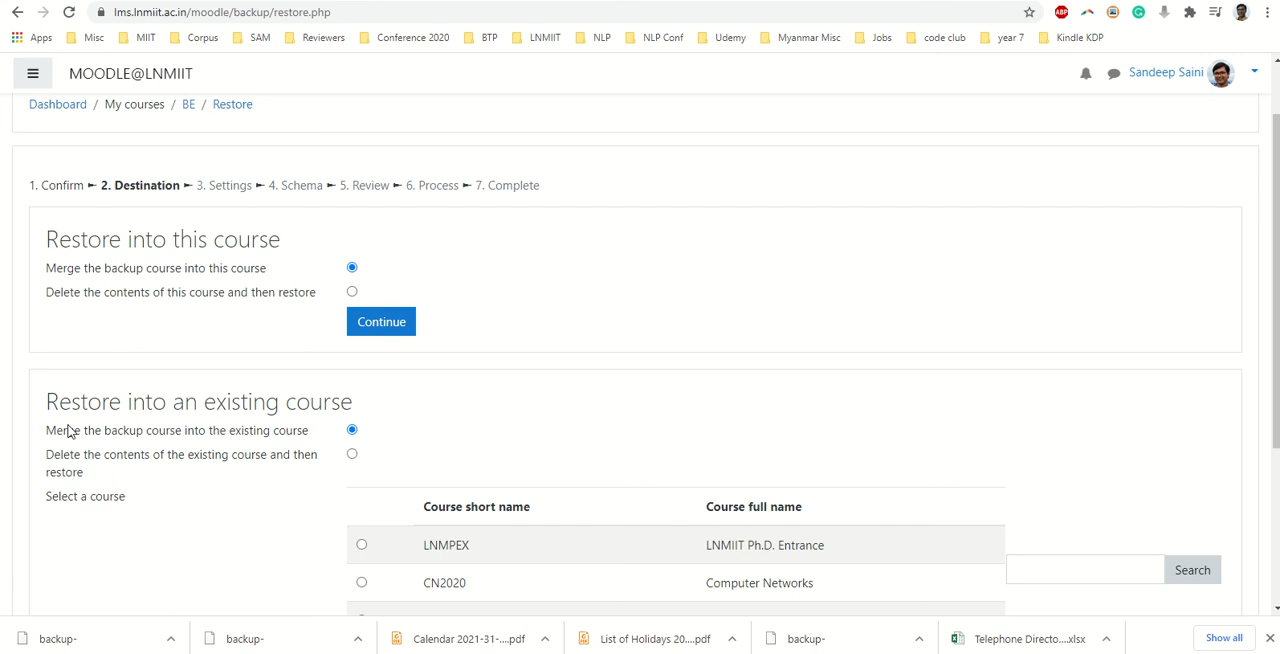 lms.lnmiit.ac.in/moodle/backup/restore.php
ABP
Apps Misc MIIT Corpus SAM Reviewers Conference 2020 BTP LNMIIT NLP NLP Conf Udemy Myanmar Misc Jobs code club year 7 Kindle KDP
MOODLE@LNMIIT
Sandeep Saini
Dashboard / My courses / BE / Restore
1. Confirm ► 2. Destination ► 3. Settings ► 4. Schema ► 5. Review ► 6. Process ► 7. Complete
Restore into this course
Merge the backup course into this course
Delete the contents of this course and then restore
Continue
Restore into an existing course
Merge the backup course into the existing course
Delete the contents of the existing course and then
restore
Select a course
Course short name Course full name
LNMPEX LNMIIT Ph.D. Entrance
CN2020 Computer Networks
Search
backup- backup- Calendar 2021-31-....pdf List of Holidays 20....pdf backup- Telephone Directo....xlsx Show all